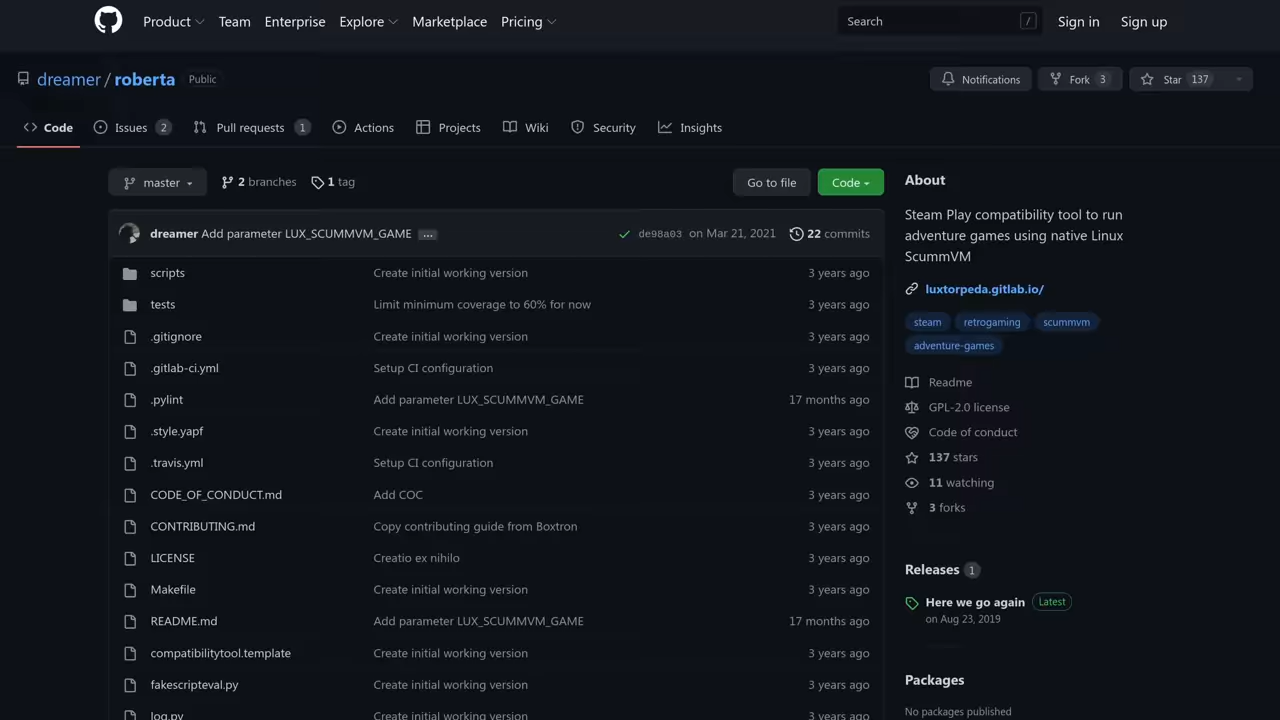 Product Team Enterprise Explore Marketplace Pricing Search / Sign in Sign up
dreamer / roberta Public Notifications Fork 3 Star 137
Code Issues 2 Pull requests 1 Actions Projects Wiki Security Insights
master 2 branches 1 tag Go to file Code
dreamer Add parameter LUX_SCUMMVM_GAME ... de98a03 on Mar 21, 2021 22 commits
scripts Create initial working version 3 years ago
tests Limit minimum coverage to 60% for now 3 years ago
.gitignore Create initial working version 3 years ago
.gitlab-ci.yml Setup CI configuration 3 years ago
.pylint Add parameter LUX_SCUMMVM_GAME 17 months ago
.style.yapf Create initial working version 3 years ago
.travis.yml Setup CI configuration 3 years ago
CODE_OF_CONDUCT.md Add COC 3 years ago
CONTRIBUTING.md Copy contributing guide from Boxtron 3 years ago
LICENSE Creatio ex nihilo 3 years ago
Makefile Create initial working version 3 years ago
README.md Add parameter LUX_SCUMMVM_GAME 17 months ago
compatibilitytool.template Create initial working version 3 years ago
fakescripteval.py Create initial working version 3 years ago
log.py Create initial working version 3 years ago
About
Steam Play compatibility tool to run
adventure games using native Linux
ScummVM
luxtorpeda.gitlab.io/
steam retrogaming scummvm
adventure-games
Readme
GPL-2.0 license
Code of conduct
137 stars
11 watching
3 forks
Releases 1
Here we go again Latest
on Aug 23, 2019
Packages
No packages published